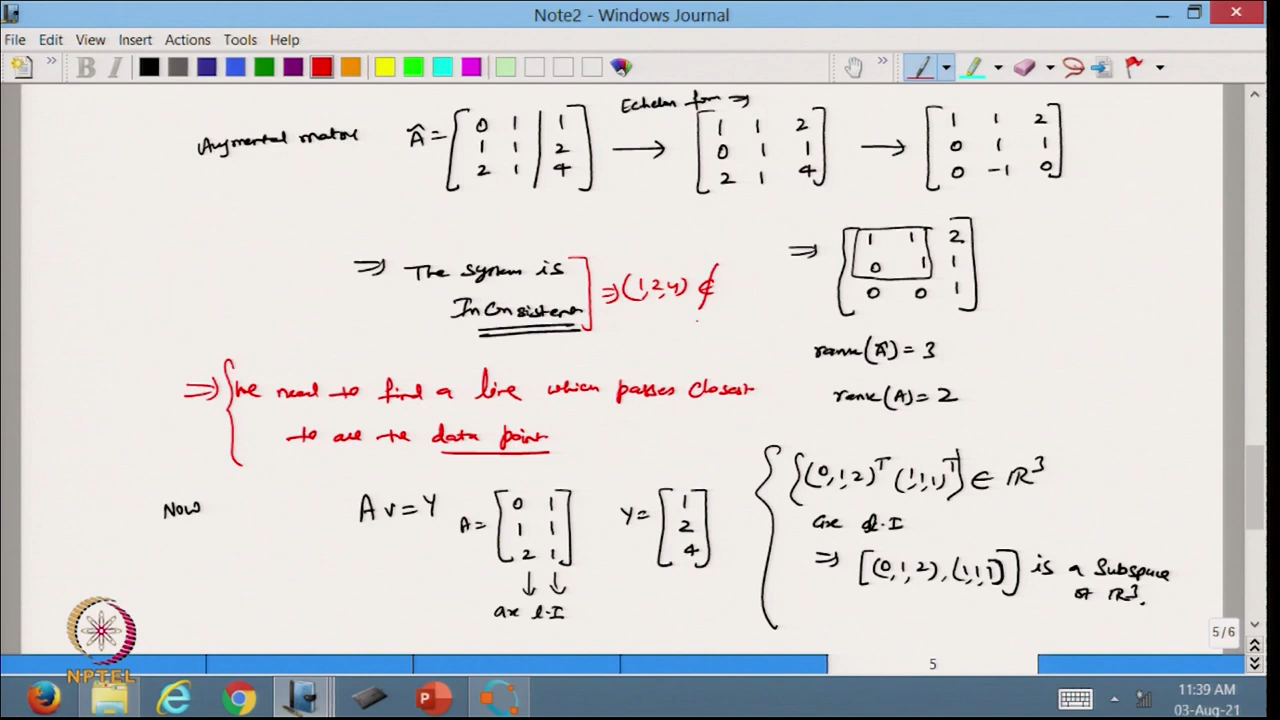 Note2 - Windows Journal
File Edit View Insert Actions Tools Help
Augmental matrix Â = [ 0 1 | 1 ; 1 1 | 2 ; 2 1 | 4 ] Echelon form ⇒ → [ 1 1 2 ; 0 1 1 ; 2 1 4 ] → [ 1 1 2 ; 0 1 1 ; 0 -1 0 ]
⇒ [ 1 1 2 ; 0 1 1 ; 0 0 1 ]
⇒ The system is
Inconsistent ] ⇒ (1,2,4) ∉
rank(Ã) = 3
rank(A) = 2
⇒ { we need to find a line which passes closest
to all the data point
Now Av = Y A = [ 0 1 ; 1 1 ; 2 1 ] Y = [ 1 ; 2 ; 4 ]
↓ ↓
are l.I
{ {(0,1,2)ᵀ (1,1,1)ᵀ} ∈ ℝ³
are l.I
⇒ [(0,1,2), (1,1,1)] is a Subspace
of ℝ³.
5/6
5
NPTEL
11:39 AM
03-Aug-21